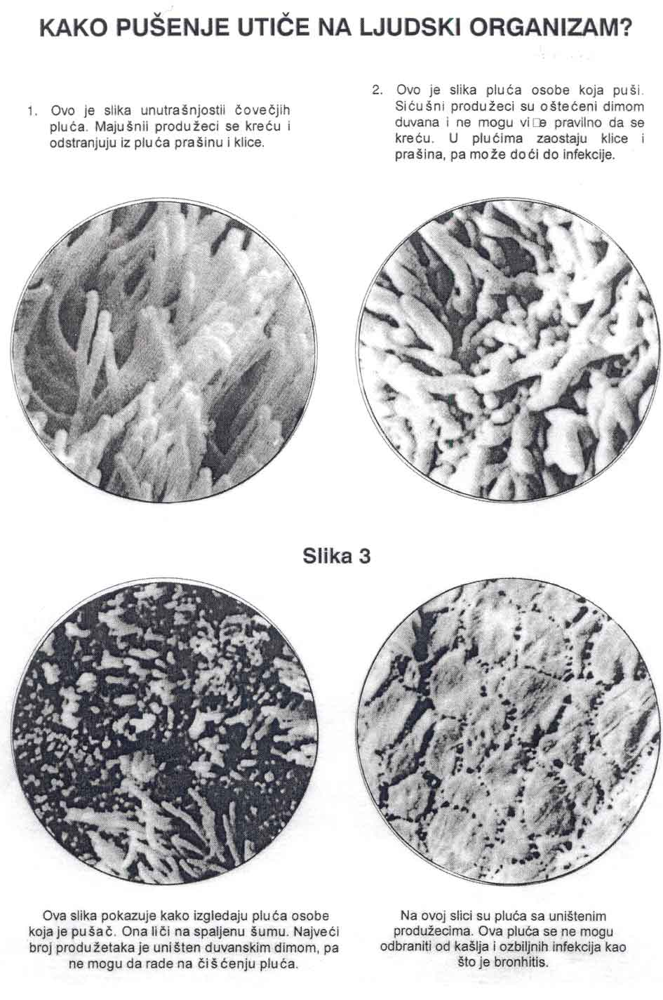 KAKO PUŠENJE UTIČE NA LJUDSKI ORGANIZAM?
1. Ovo je slika unutrašnjostii čovečjih
pluća. Majušnii produžeci se kreću i
odstranjuju iz pluća prašinu i klice.
2. Ovo je slika pluća osobe koja puši.
Sićušni produžeci su oštećeni dimom
duvana i ne mogu vi□e pravilno da se
kreću. U plućima zaostaju klice i
prašina, pa može doći do infekcije.
Slika 3
Ova slika pokazuje kako izgledaju pluća osobe
koja je pušač. Ona liči na spaljenu šumu. Najveći
broj produžetaka je uništen duvanskim dimom, pa
ne mogu da rade na čišćenju pluća.
Na ovoj slici su pluća sa uništenim
produžecima. Ova pluća se ne mogu
odbraniti od kašlja i ozbiljnih infekcija kao
što je bronhitis.